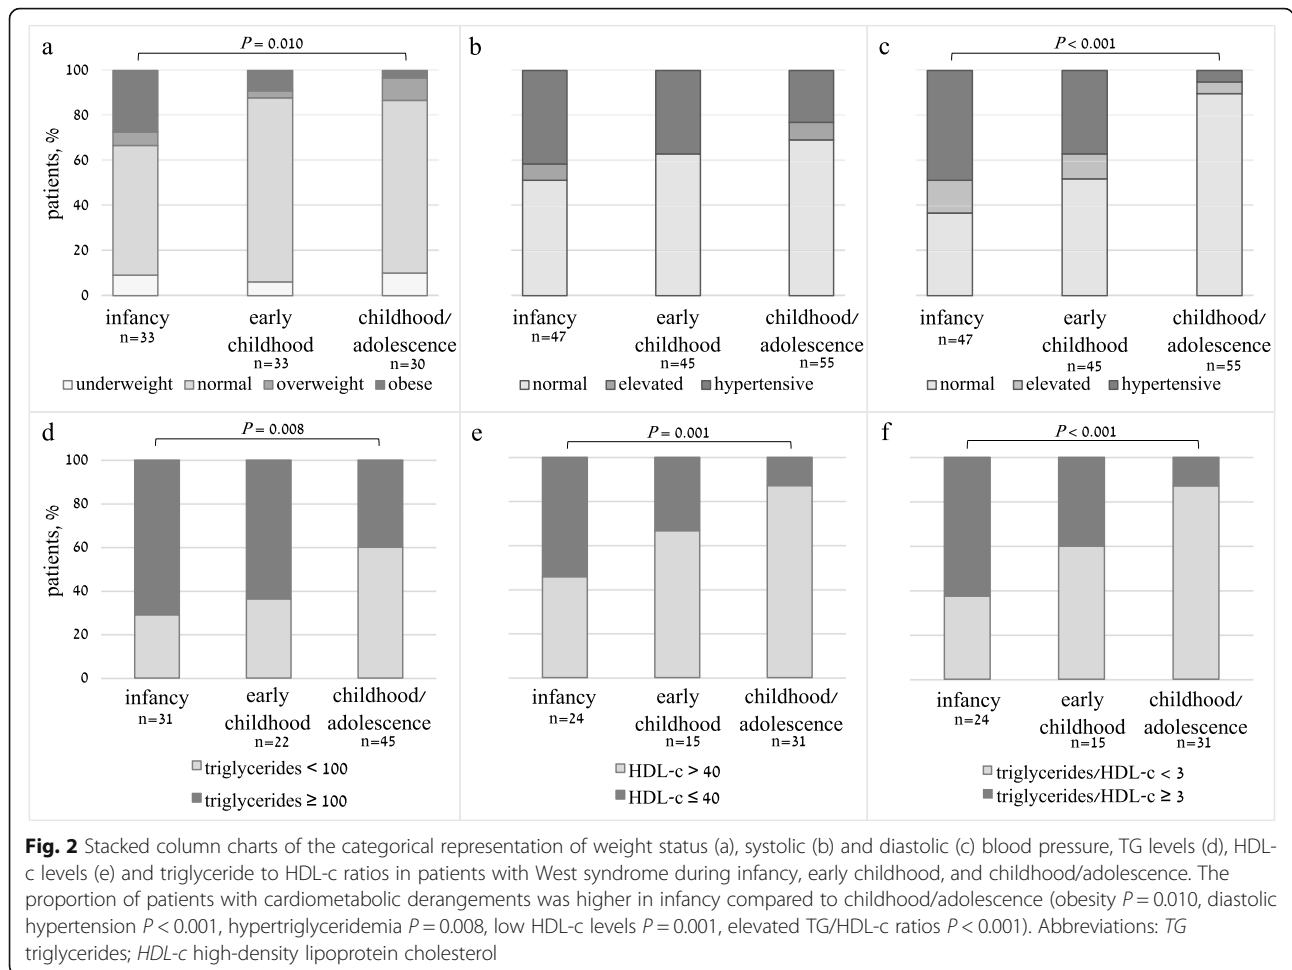 a
P = 0.010
100
80
60
40
20
0
patients, %
infancy
n=33
early
childhood
n=33
childhood/
adolescence
n=30
underweight normal overweight obese
b
infancy
n=47
early
childhood
n=45
childhood/
adolescence
n=55
normal elevated hypertensive
c
P < 0.001
infancy
n=47
early
childhood
n=45
childhood/
adolescence
n=55
normal elevated hypertensive
d
P = 0.008
100
80
60
40
20
0
patients, %
infancy
n=31
early
childhood
n=22
childhood/
adolescence
n=45
triglycerides < 100
triglycerides ≥ 100
e
P = 0.001
infancy
n=24
early
childhood
n=15
childhood/
adolescence
n=31
HDL-c > 40
HDL-c ≤ 40
f
P < 0.001
infancy
n=24
early
childhood
n=15
childhood/
adolescence
n=31
triglycerides/HDL-c < 3
triglycerides/HDL-c ≥ 3
Fig. 2 Stacked column charts of the categorical representation of weight status (a), systolic (b) and diastolic (c) blood pressure, TG levels (d), HDL-
c levels (e) and triglyceride to HDL-c ratios in patients with West syndrome during infancy, early childhood, and childhood/adolescence. The
proportion of patients with cardiometabolic derangements was higher in infancy compared to childhood/adolescence (obesity P = 0.010, diastolic
hypertension P < 0.001, hypertriglyceridemia P = 0.008, low HDL-c levels P = 0.001, elevated TG/HDL-c ratios P < 0.001). Abbreviations: TG
triglycerides; HDL-c high-density lipoprotein cholesterol